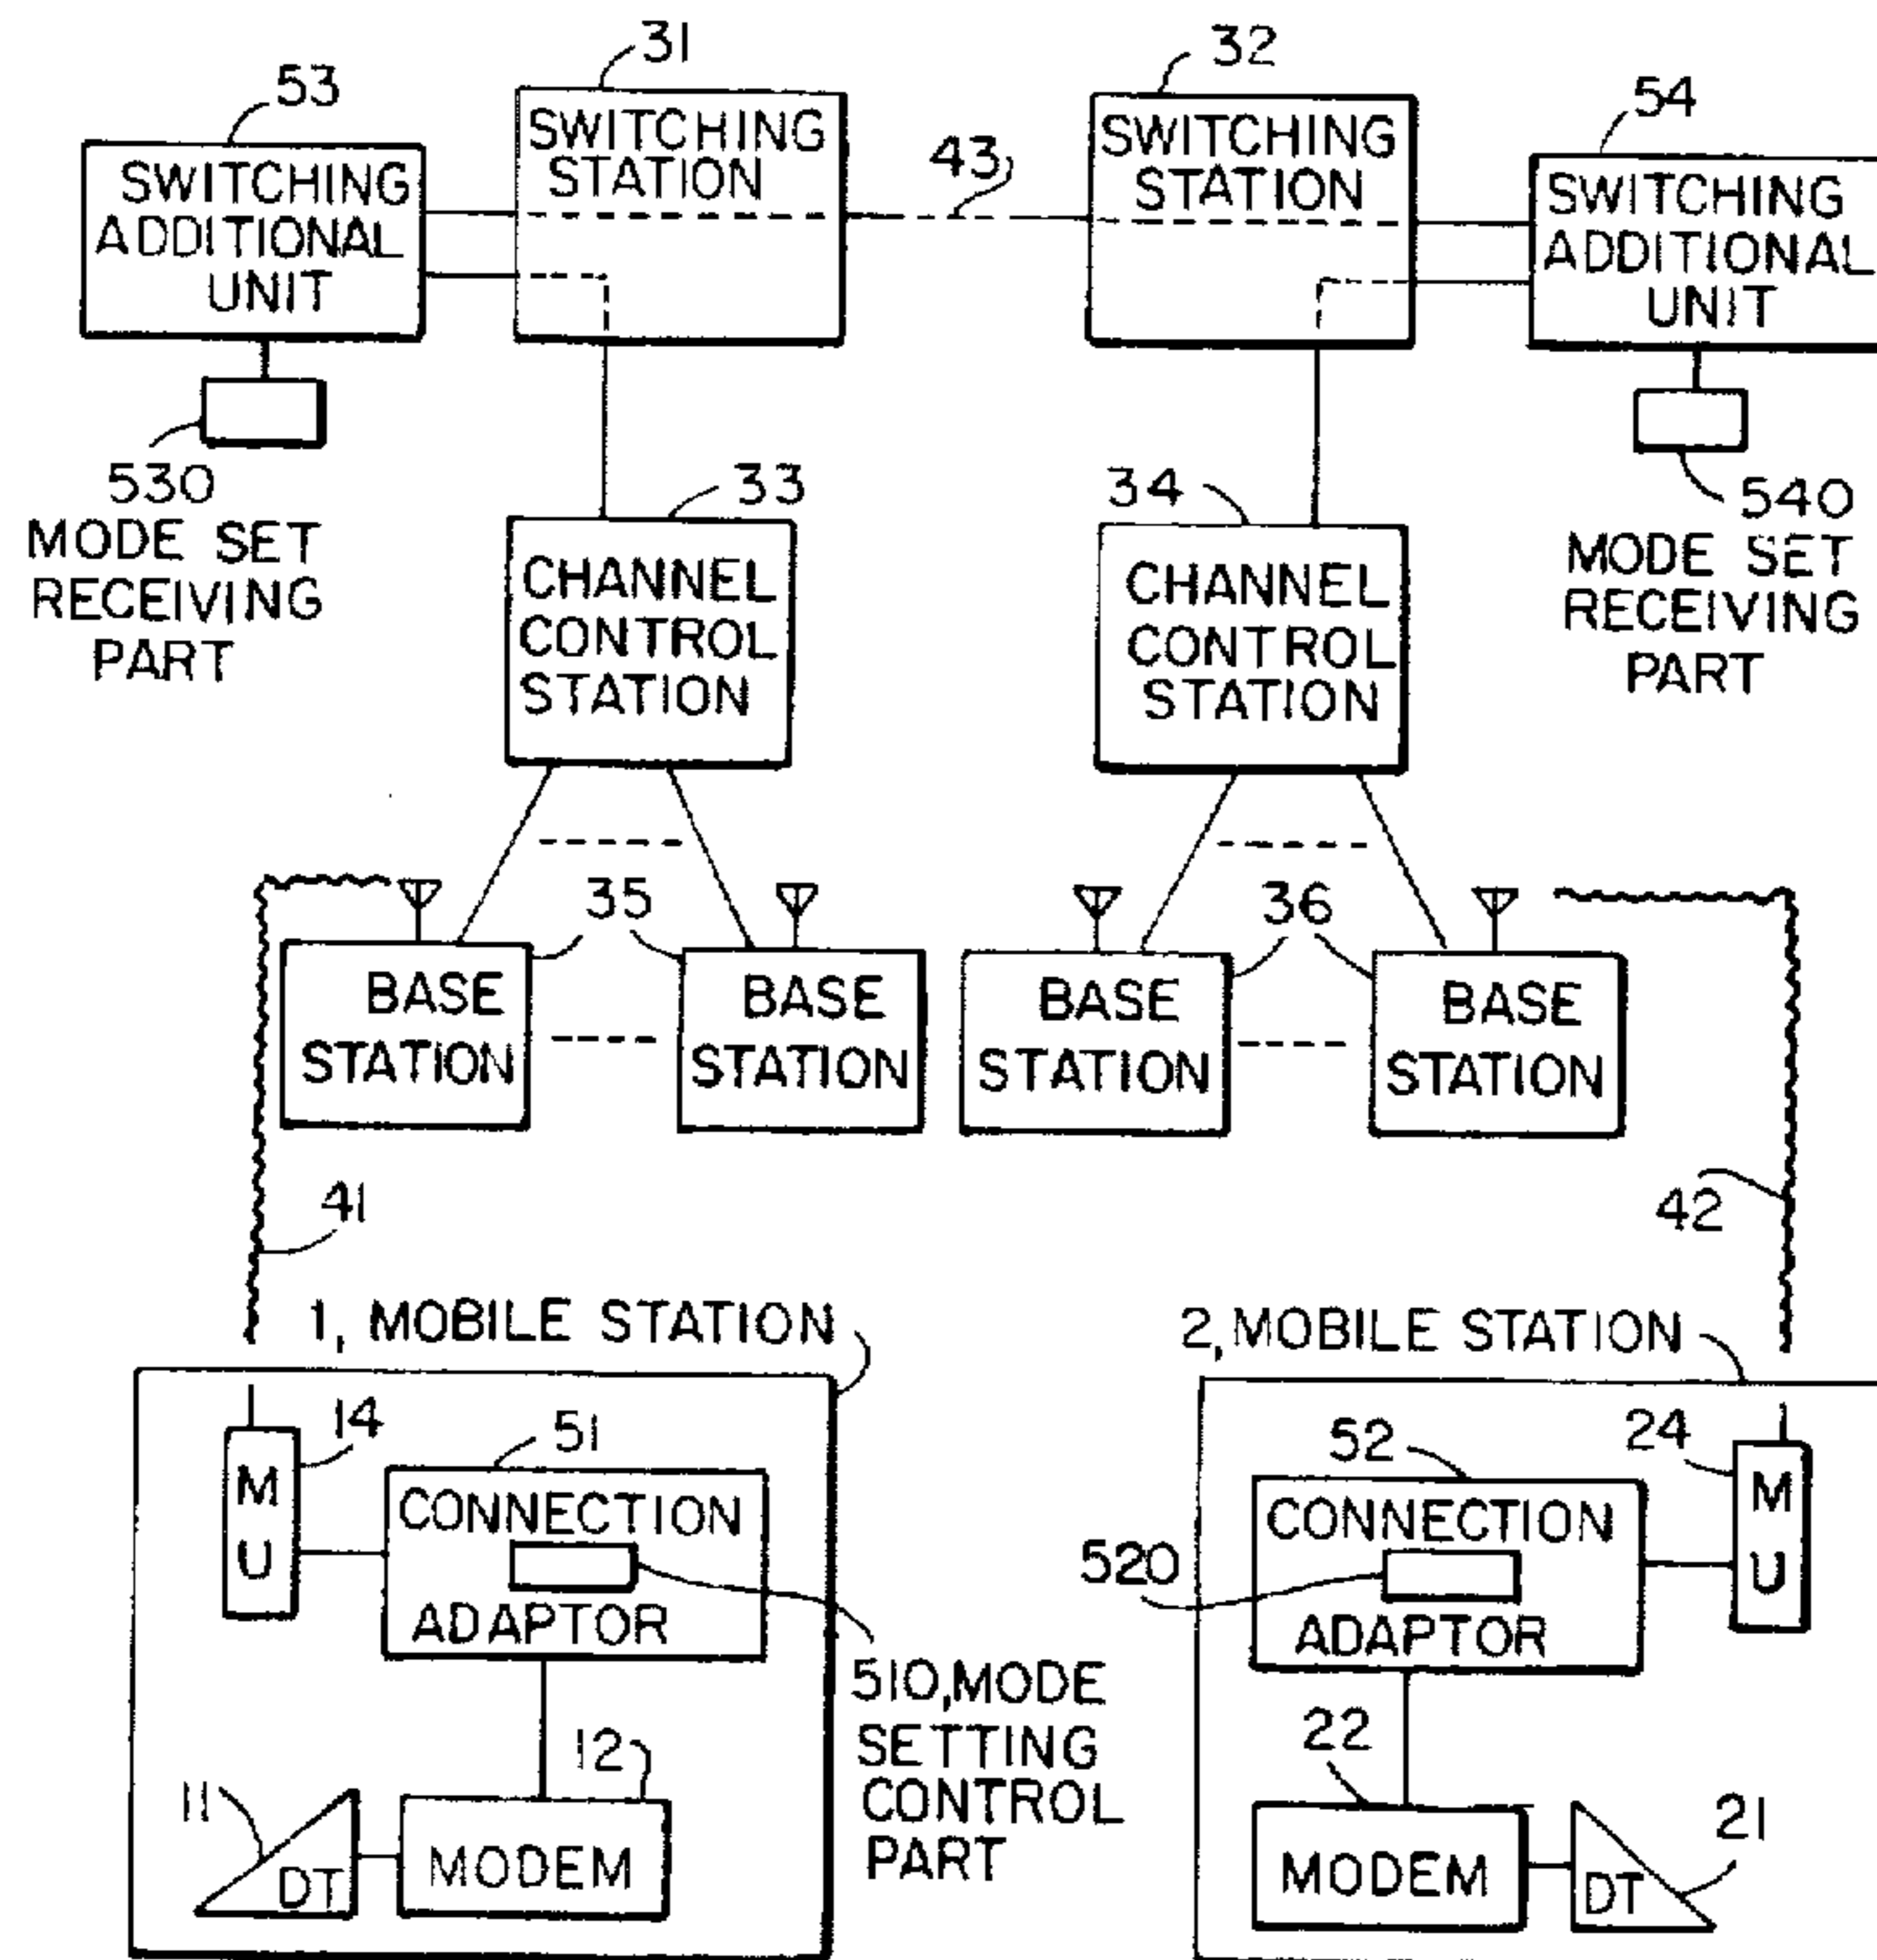 31
32
53
54
SWITCHING
STATION
43
SWITCHING
STATION
SWITCHING
ADDITIONAL
UNIT
SWITCHING
ADDITIONAL
UNIT
530
MODE SET
RECEIVING
PART
33
34
540
MODE SET
RECEIVING
PART
CHANNEL
CONTROL
STATION
CHANNEL
CONTROL
STATION
35
36
BASE
STATION
BASE
STATION
BASE
STATION
BASE
STATION
41
42
1, MOBILE STATION
2, MOBILE STATION
14
51
52
24
M
U
CONNECTION
ADAPTOR
520
CONNECTION
ADAPTOR
M
U
510, MODE
SETTING
CONTROL
PART
11
12
22
21
DT
MODEM
MODEM
DT